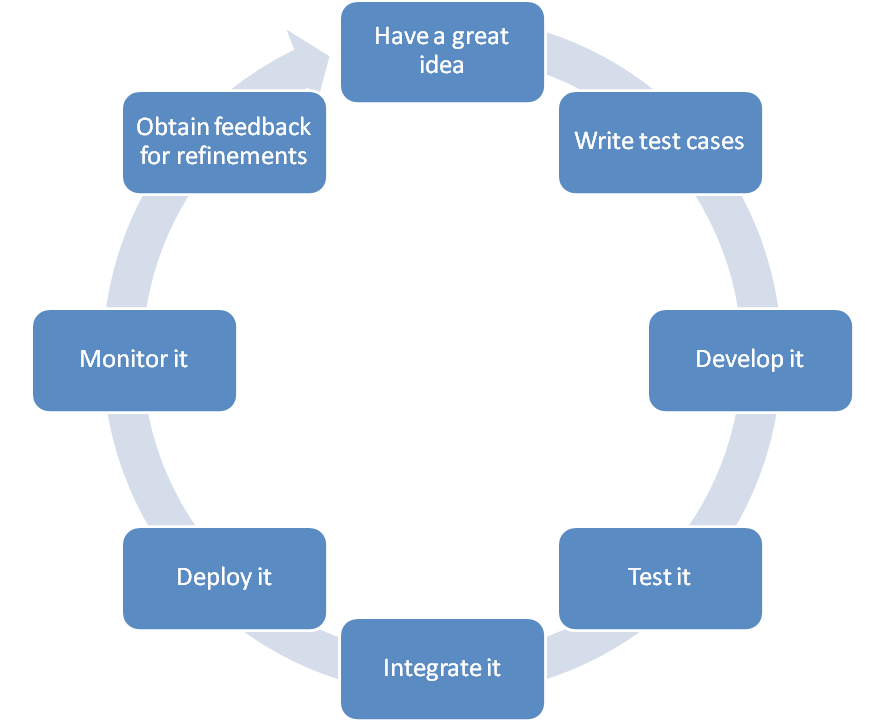 Have a great
idea
Write test cases
Develop it
Test it
Integrate it
Deploy it
Monitor it
Obtain feedback
for refinements